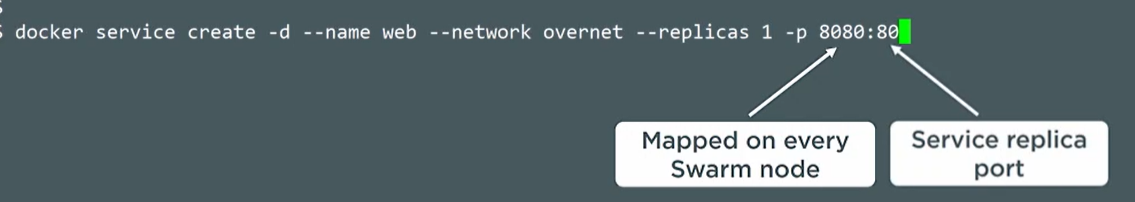 $ docker service create -d --name web --network overnet --replicas 1 -p 8080:80
Mapped on every
Swarm node
Service replica
port